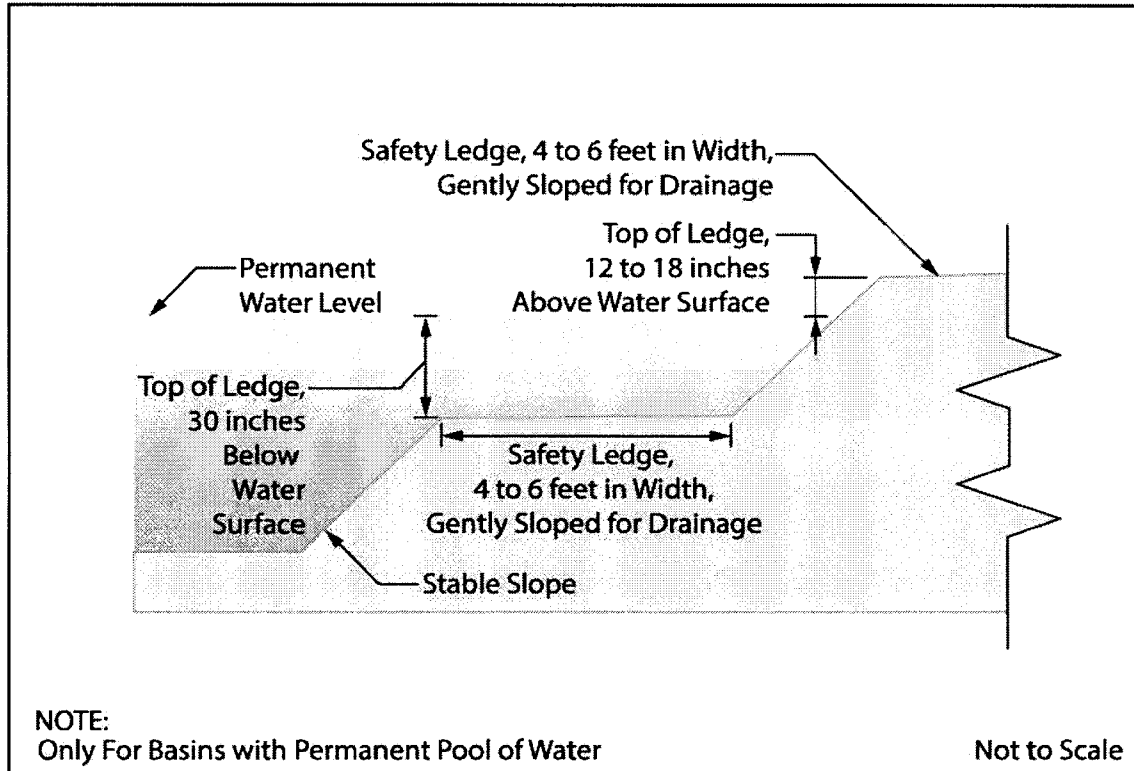 Safety Ledge, 4 to 6 feet in Width,
Gently Sloped for Drainage
Top of Ledge,
12 to 18 inches
Above Water Surface
Permanent
Water Level
Top of Ledge,
30 inches
Below
Water
Surface
Safety Ledge,
4 to 6 feet in Width,
Gently Sloped for Drainage
Stable Slope
NOTE:
Only For Basins with Permanent Pool of Water
Not to Scale